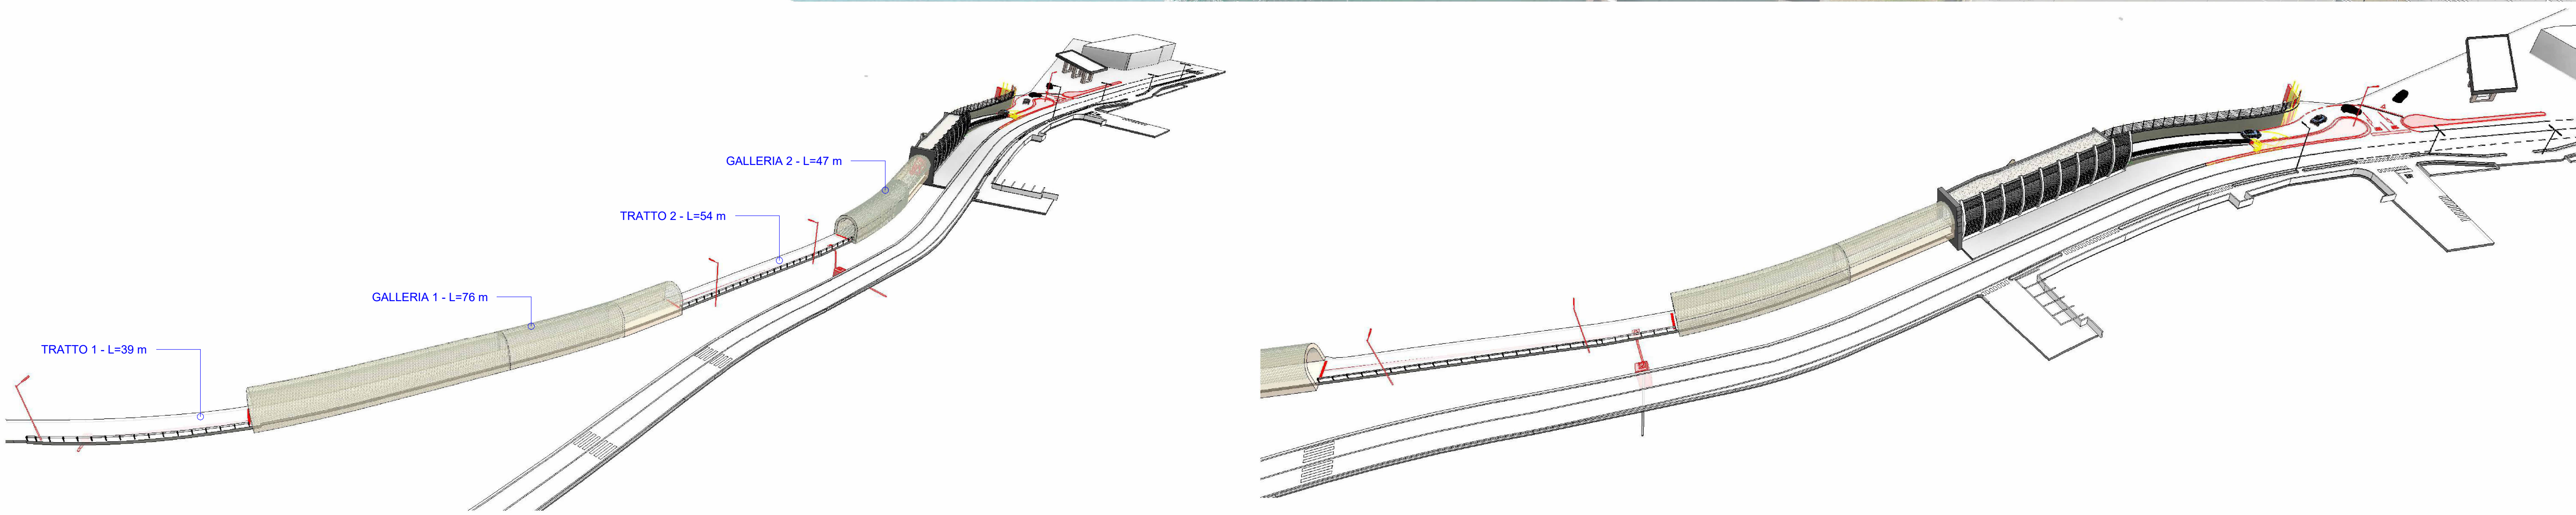 GALLERIA 2 - L=47 m
TRATTO 2 - L=54 m
GALLERIA 1 - L=76 m
TRATTO 1 - L=39 m